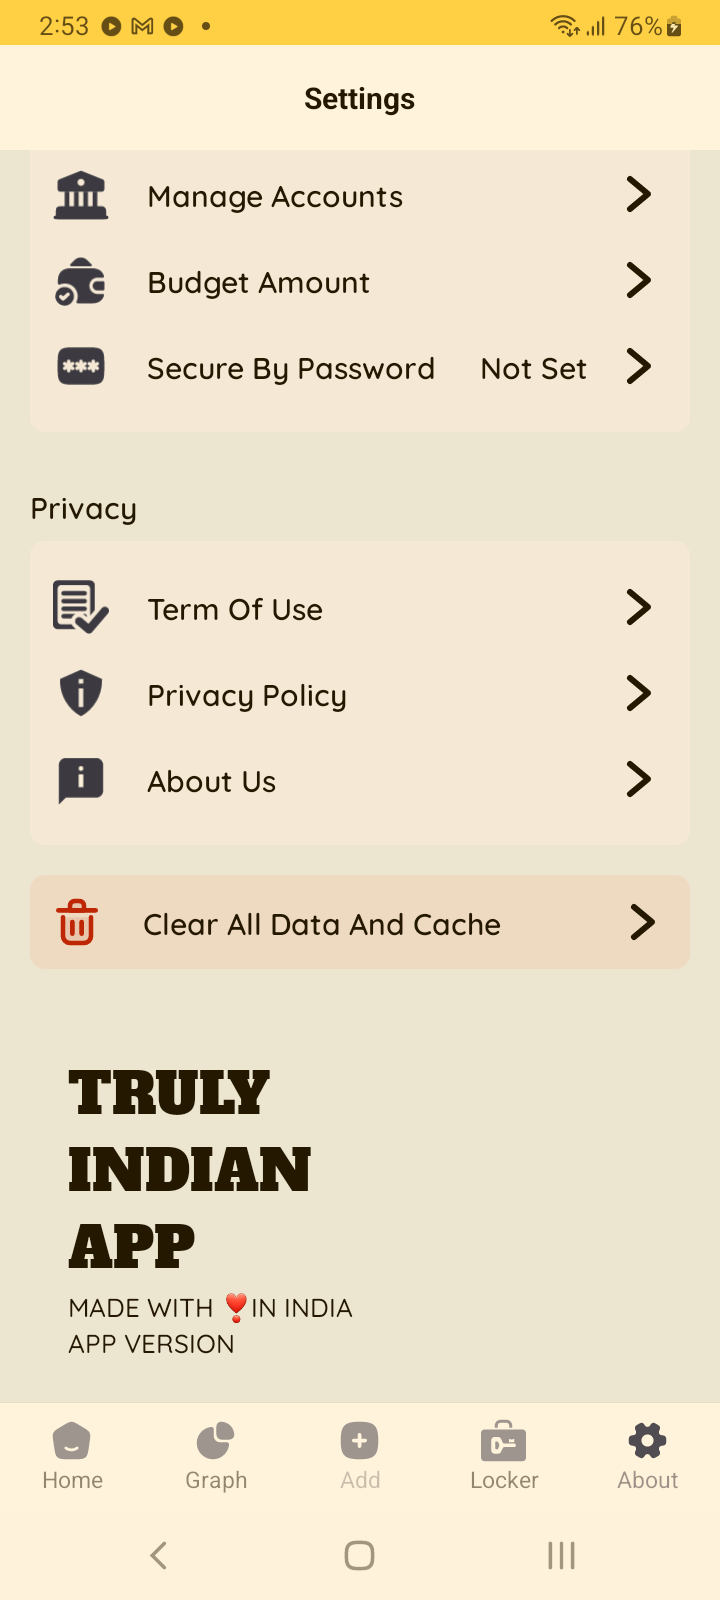 2:53
76%
Settings
Manage Accounts
Budget Amount
Secure By Password Not Set
Privacy
Term Of Use
Privacy Policy
About Us
Clear All Data And Cache
TRULY
INDIAN
APP
MADE WITH ❣️IN INDIA
APP VERSION
Home Graph Add Locker About